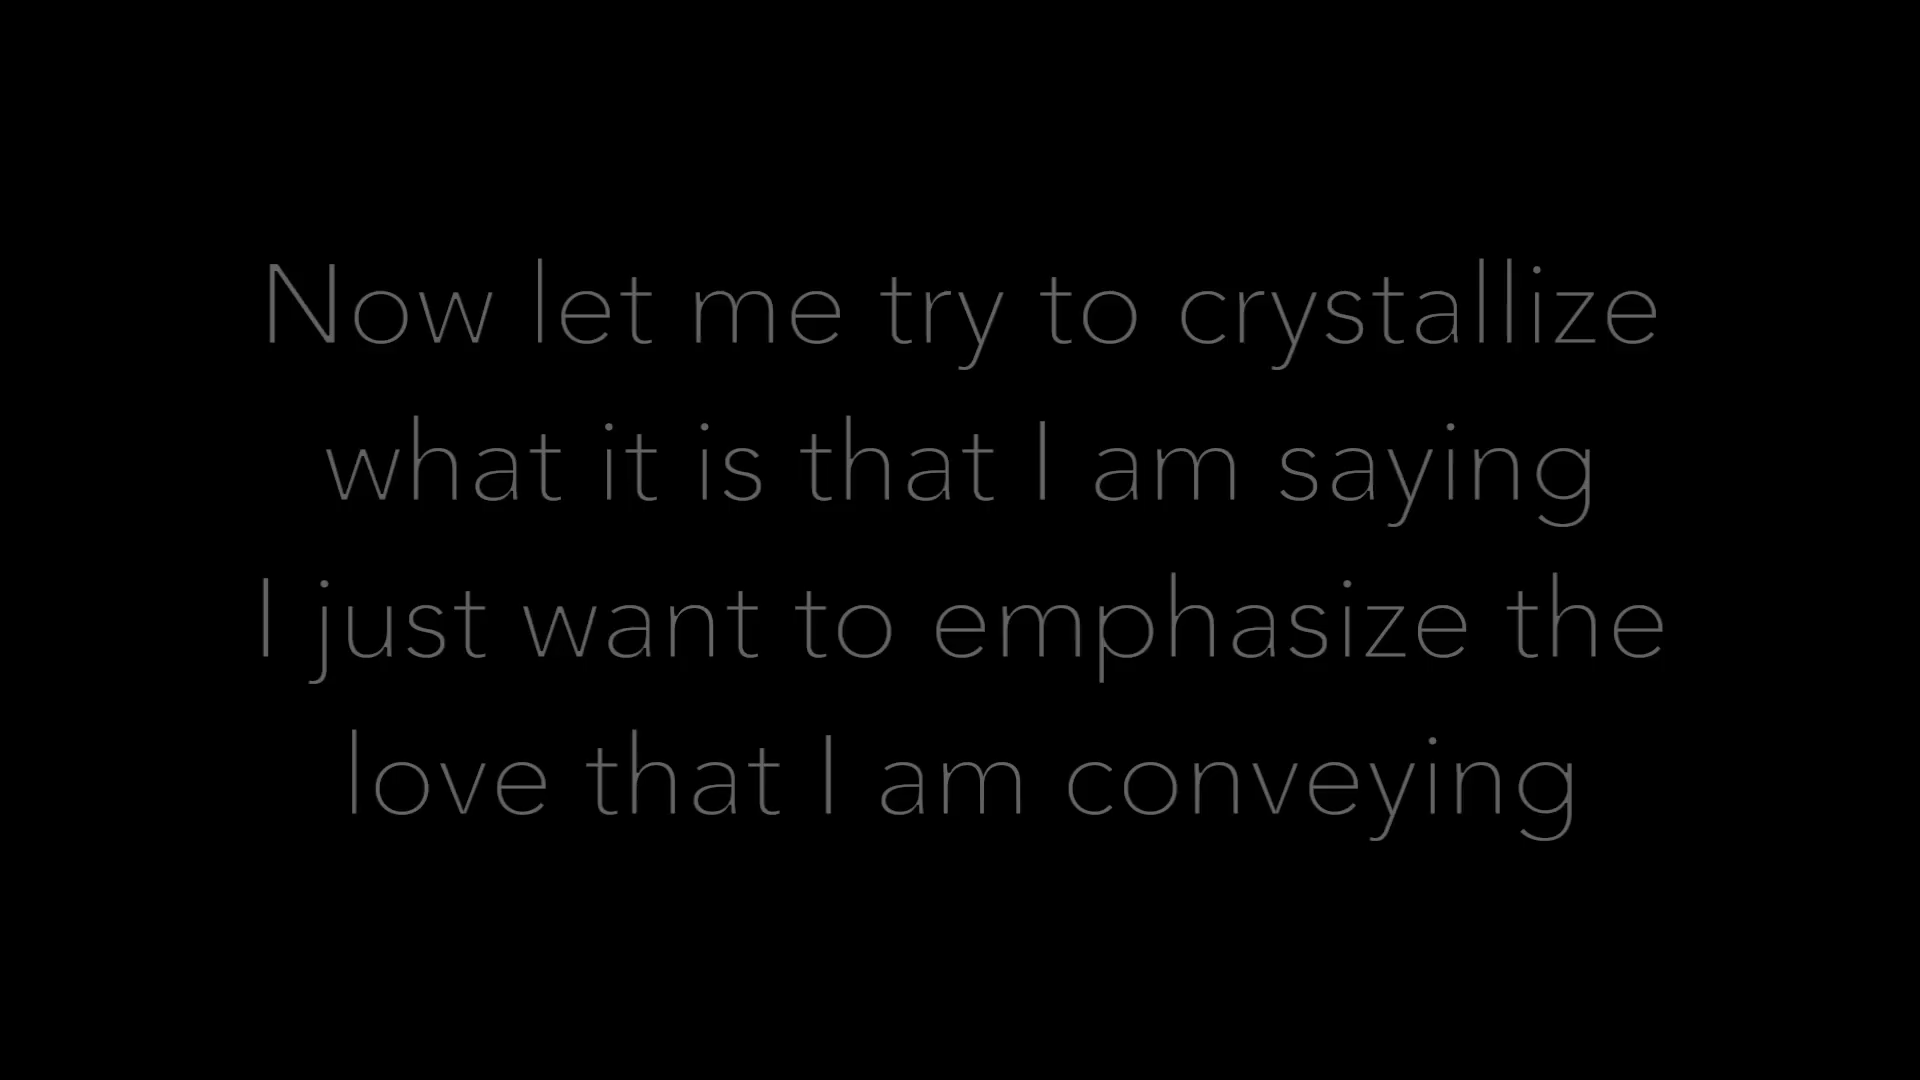 Now let me try to crystallize
what it is that I am saying
I just want to emphasize the
love that I am conveying